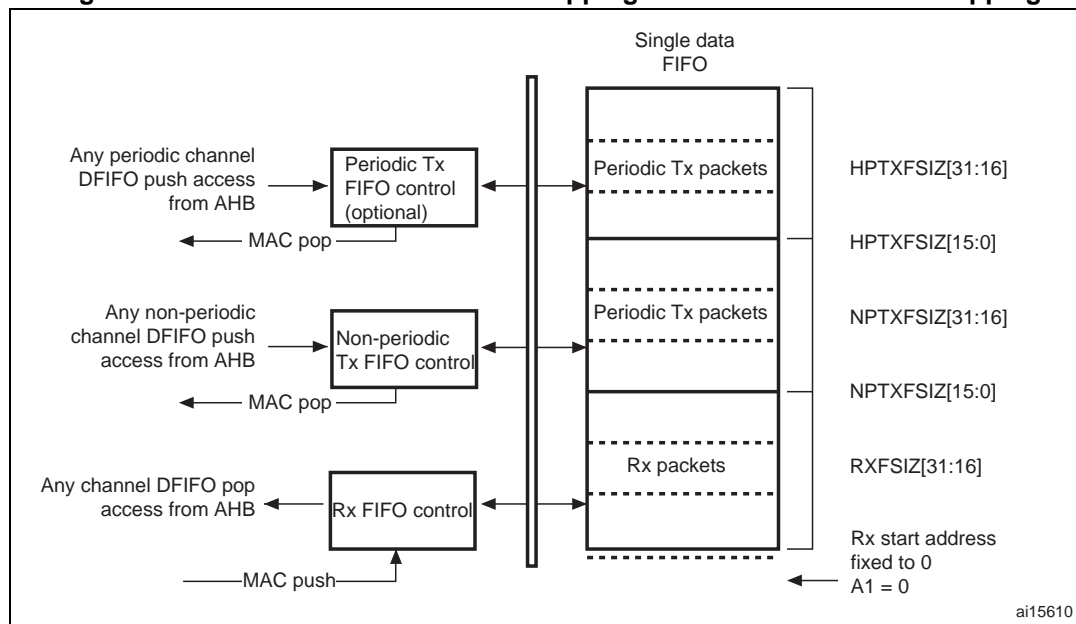 Single data
FIFO
Any periodic channel
DFIFO push access
from AHB
Periodic Tx
FIFO control
(optional)
MAC pop
Periodic Tx packets
HPTXFSIZ[31:16]
HPTXFSIZ[15:0]
Any non-periodic
channel DFIFO push
access from AHB
Non-periodic
Tx FIFO control
MAC pop
Periodic Tx packets
NPTXFSIZ[31:16]
NPTXFSIZ[15:0]
Any channel DFIFO pop
access from AHB
Rx FIFO control
MAC push
Rx packets
RXFSIZ[31:16]
Rx start address
fixed to 0
A1 = 0
ai15610